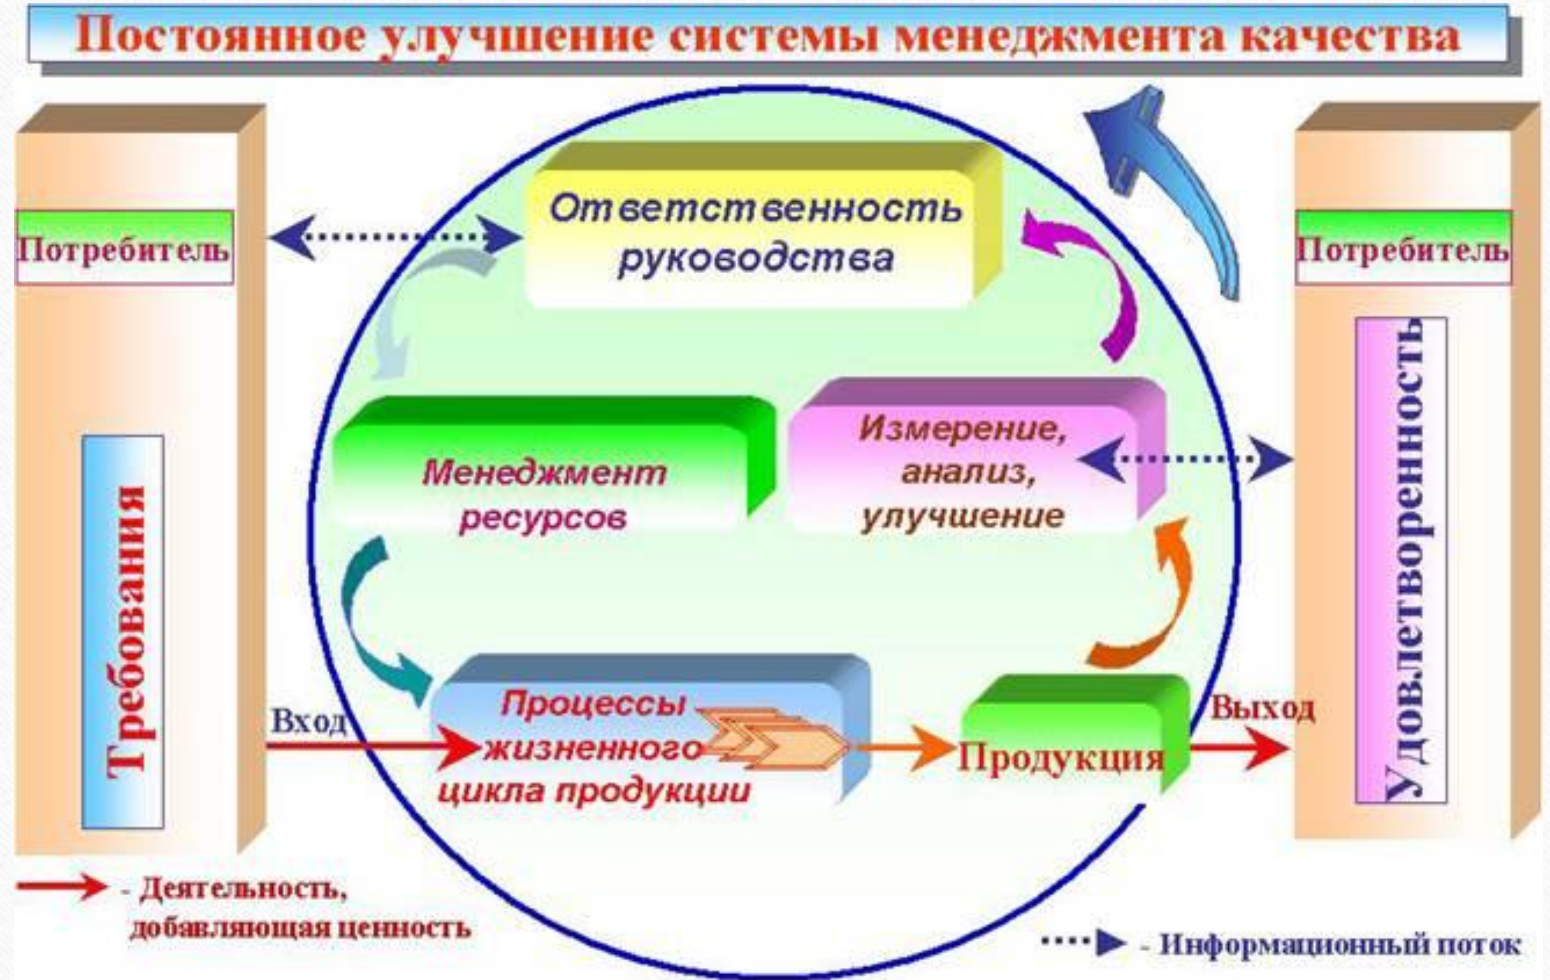 Постоянное улучшение системы менеджмента качества
Потребитель
Требования
Ответственность
руководства
Потребитель
Удовлетворенность
Менеджмент
ресурсов
Измерение,
анализ,
улучшение
Вход
Процессы
жизненного
цикла продукции
Продукция
Выход
- Деятельность,
добавляющая ценность
- Информационный поток